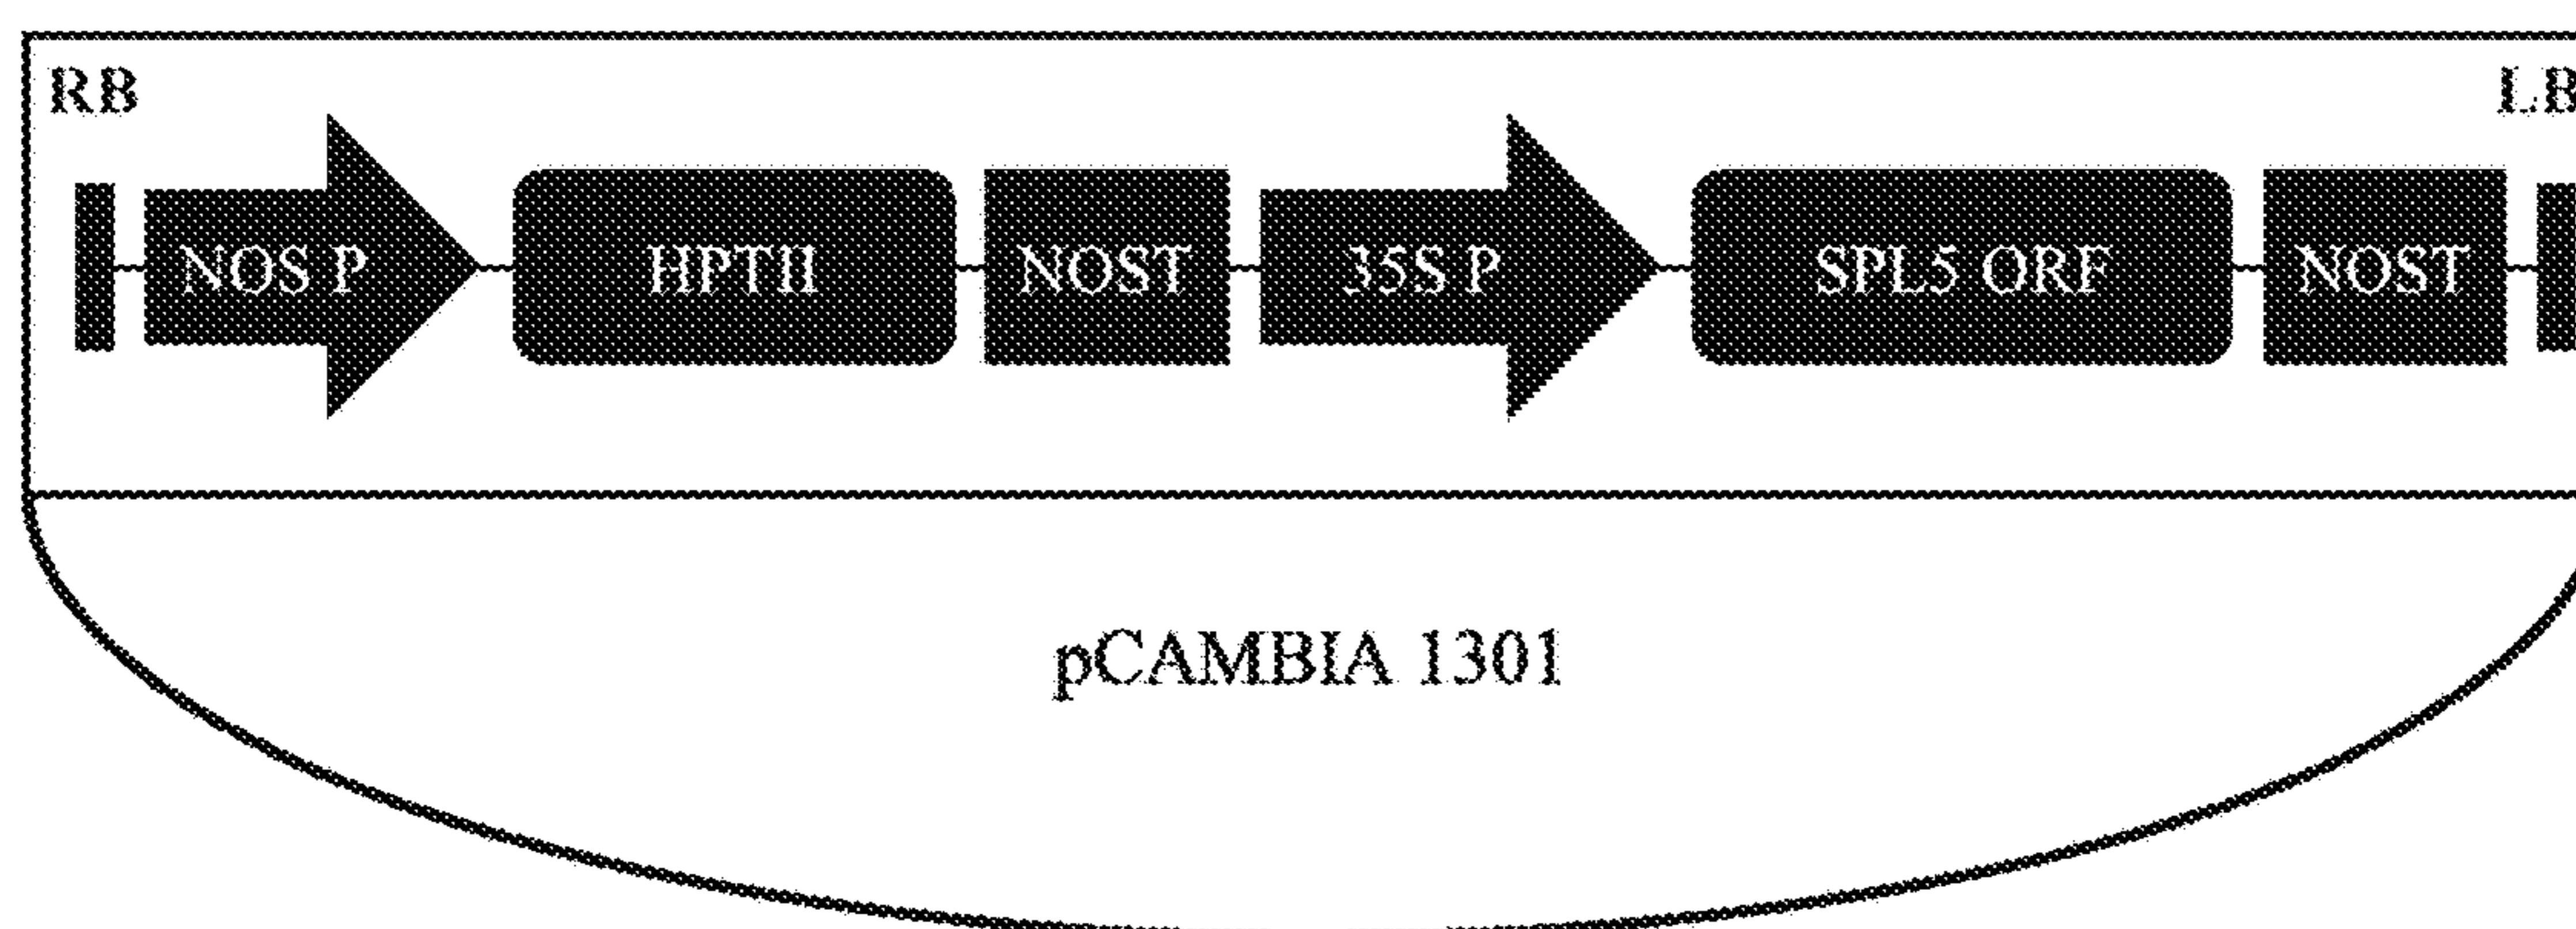 RB LB
NOS P HPTII NOST 35S P SPL5 ORF NOST
pCAMBIA 1301